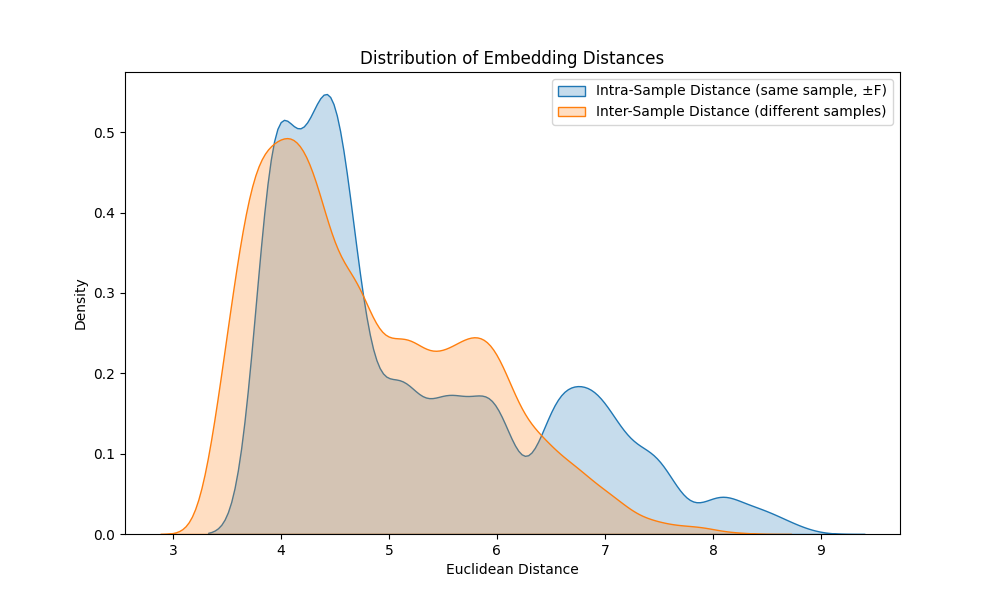 Distribution of Embedding Distances
Intra-Sample Distance (same sample, ±F)
Inter-Sample Distance (different samples)
Density
0.5
0.4
0.3
0.2
0.1
0.0
3 4 5 6 7 8 9
Euclidean Distance